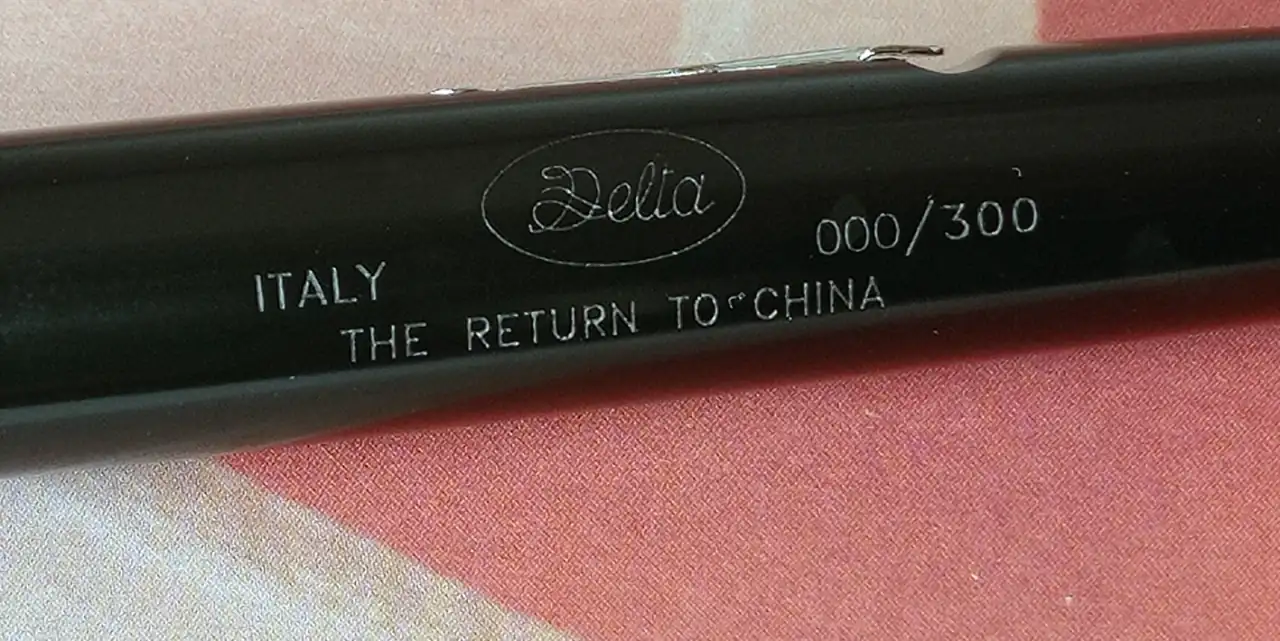 Delta
000/300
ITALY
THE RETURN TO CHINA